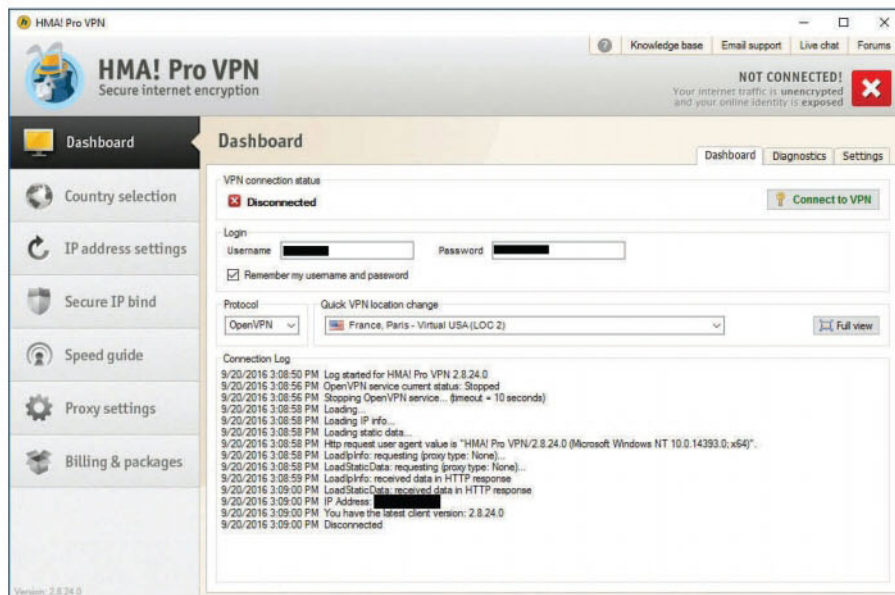 HMA! Pro VPN
Knowledge base Email support Live chat Forums
HMA! Pro VPN
Secure internet encryption
NOT CONNECTED!
Your internet traffic is unencrypted
and your online identity is exposed
Dashboard
Country selection
IP address settings
Secure IP bind
Speed guide
Proxy settings
Billing & packages
Version: 2.8.24.0
Dashboard
Dashboard Diagnostics Settings
VPN connection status
Disconnected
Connect to VPN
Login
Username Password
Remember my username and password
Protocol Quick VPN location change
OpenVPN France, Paris - Virtual USA (LOC 2) Full view
Connection Log
9/20/2016 3:08:50 PM Log started for HMA! Pro VPN 2.8.24.0
9/20/2016 3:08:56 PM OpenVPN service current status: Stopped
9/20/2016 3:08:56 PM Stopping OpenVPN service... (timeout = 10 seconds)
9/20/2016 3:08:58 PM Loading...
9/20/2016 3:08:58 PM Loading IP info...
9/20/2016 3:08:58 PM Loading static data...
9/20/2016 3:08:58 PM Http request user agent value is "HMA! Pro VPN/2.8.24.0 (Microsoft Windows NT 10.0.14393.0; x64)".
9/20/2016 3:08:58 PM LoadIpInfo: requesting (proxy type: None)...
9/20/2016 3:08:58 PM LoadStaticData: requesting (proxy type: None)...
9/20/2016 3:08:59 PM LoadIpInfo: received data in HTTP response
9/20/2016 3:09:00 PM LoadStaticData: received data in HTTP response
9/20/2016 3:09:00 PM IP Address:
9/20/2016 3:09:00 PM You have the latest client version: 2.8.24.0
9/20/2016 3:09:00 PM Disconnected